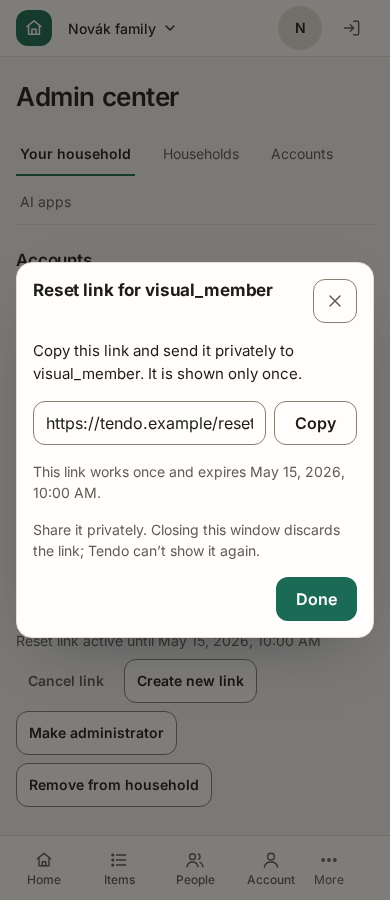 Novák family
N
Admin center
Your household
Households
Accounts
AI apps
Accounts
Reset link for visual_member
Copy this link and send it privately to
visual_member. It is shown only once.
https://tendo.example/reset
Copy
This link works once and expires May 15, 2026,
10:00 AM.
Share it privately. Closing this window discards
the link; Tendo can’t show it again.
Done
Reset link active until May 15, 2026, 10:00 AM
Cancel link
Create new link
Make administrator
Remove from household
Home
Items
People
Account
More